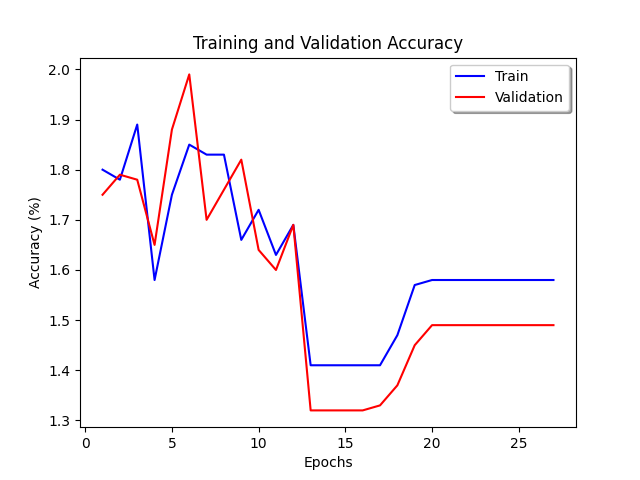 Training and Validation Accuracy
Train
Validation
Accuracy (%)
2.0
1.9
1.8
1.7
1.6
1.5
1.4
1.3
0 5 10 15 20 25
Epochs